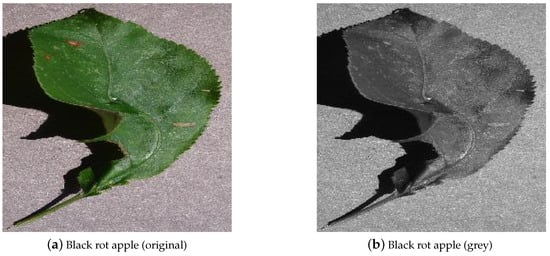 (a) Black rot apple (original)
(b) Black rot apple (grey)